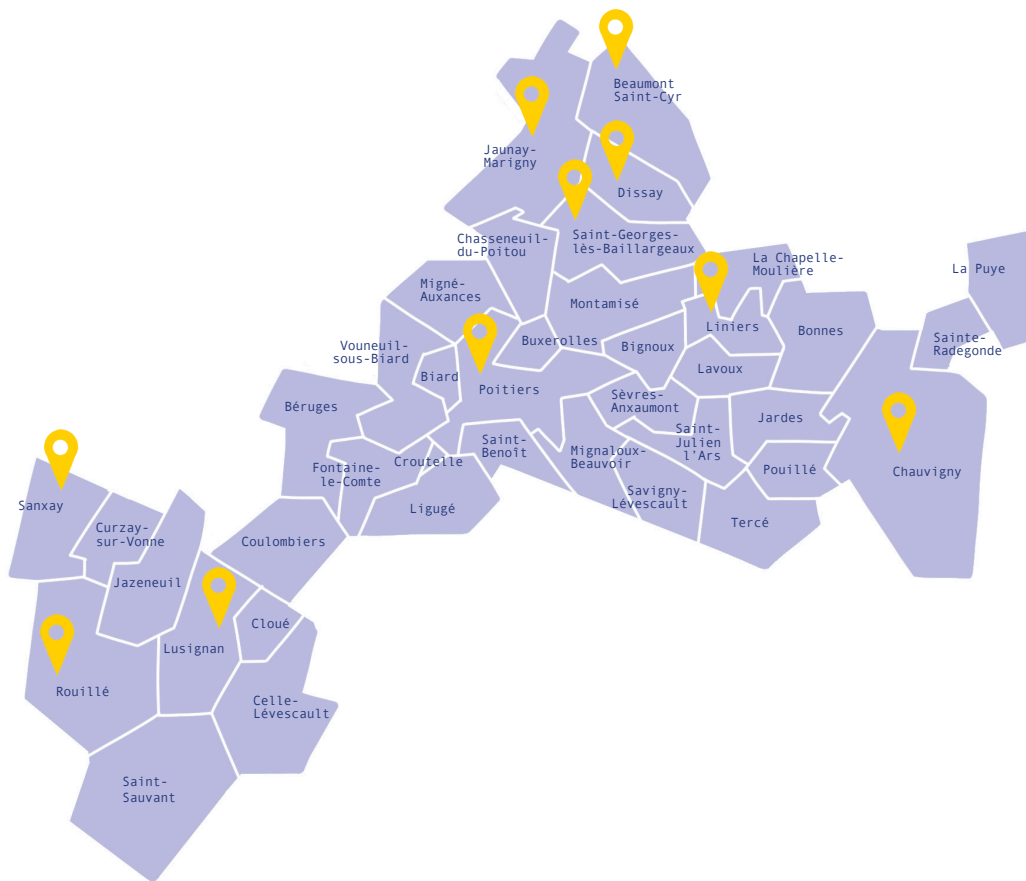 Beaumont
Saint-Cyr
Jaunay-
Marigny
Dissay
Chasseneuil-
du-Poitou
Saint-Georges-
lès-Baillargeaux
La Chapelle-
Moulière
La Puye
Migné-
Auxances
Montamisé
Liniers
Bonnes
Sainte-
Radegonde
Vouneuil-
sous-Biard
Buxerolles
Bignoux
Biard
Poitiers
Lavoux
Béruges
Sèvres-
Anxaumont
Jardes
Saint-
Julien
l'Ars
Saint-
Benoît
Mignaloux-
Beauvoir
Croutelle
Fontaine-
le-Comte
Pouillé
Chauvigny
Savigny-
Lévescault
Ligugé
Tercé
Sanxay
Curzay-
sur-Vonne
Coulombiers
Jazeneuil
Cloué
Lusignan
Rouillé
Celle-
Lévescault
Saint-
Sauvant